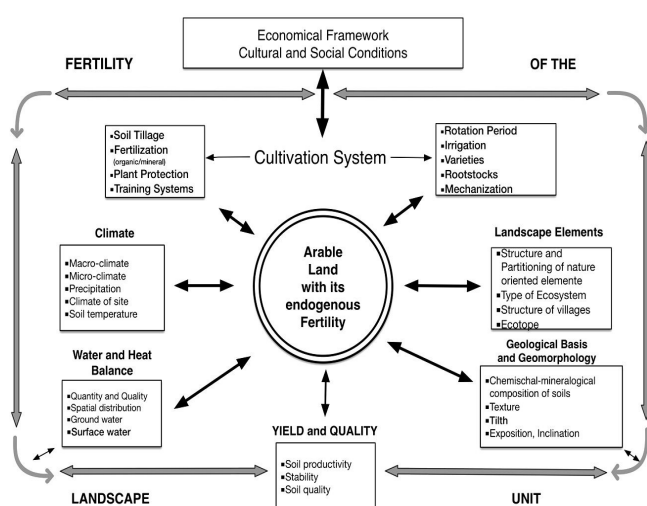 Economical Framework
Cultural and Social Conditions
FERTILITY
OF THE
▪Soil Tillage
▪Fertilization
(organic/mineral)
▪Plant Protection
▪Training Systems
Cultivation System
▪Rotation Period
▪Irrigation
▪Varieties
▪Rootstocks
▪Mechanization
Climate
▪Macro-climate
▪Micro-climate
▪Precipitation
▪Climate of site
▪Soil temperature
Arable
Land
with its
endogenous
Fertility
Landscape Elements
▪Structure and
Partitioning of nature
oriented elemente
▪Type of Ecosystem
▪Structure of villages
▪Ecotope
Water and Heat
Balance
▪Quantity and Quality
▪Spatial distribution
▪Ground water
▪Surface water
Geological Basis
and Geomorphology
▪Chemischal-mineralogical
composition of soils
▪Texture
▪Tilth
▪Exposition, Inclination
YIELD and QUALITY
▪Soil productivity
▪Stability
▪Soil quality
LANDSCAPE
UNIT